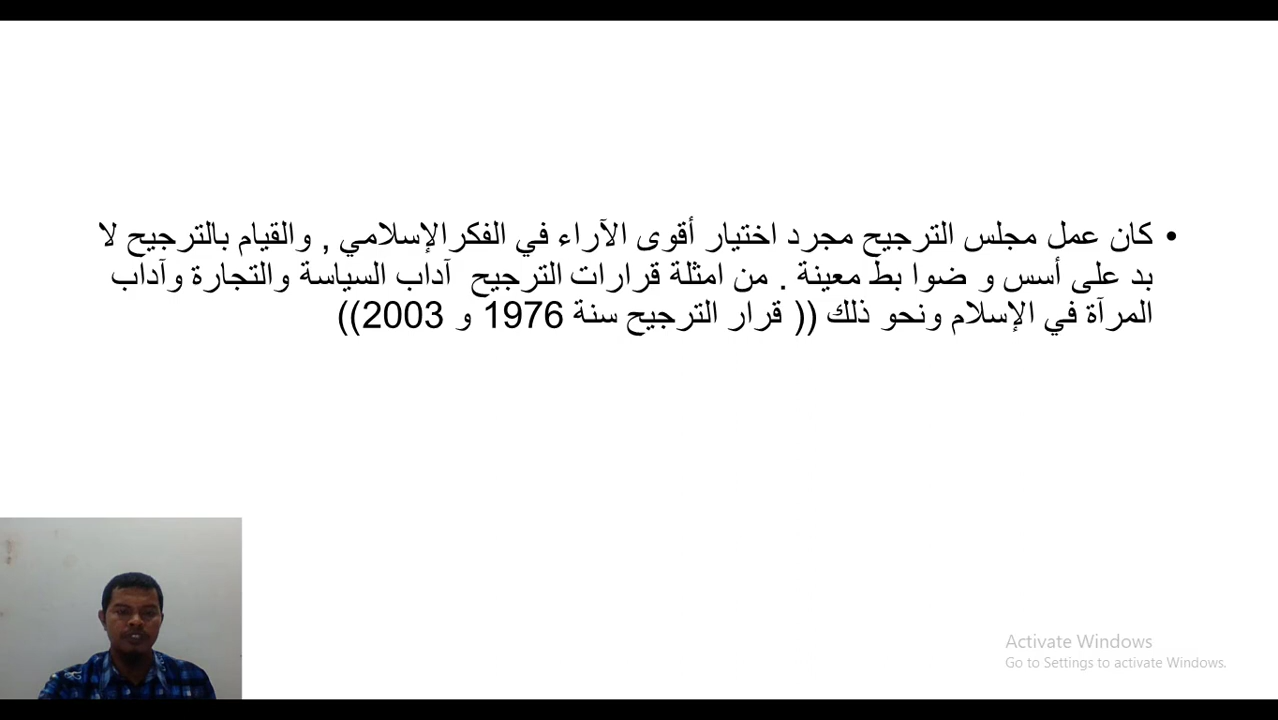 • كان عمل مجلس الترجيح مجرد اختيار أقوى الآراء في الفكرالإسلامي , والقيام بالترجيح لا
بد على أسس و ضوا بط معينة . من امثلة قرارات الترجيح آداب السياسة والتجارة وآداب
المرآة في الإسلام ونحو ذلك (( قرار الترجيح سنة 1976 و 2003))
Activate Windows
Go to Settings to activate Windows.